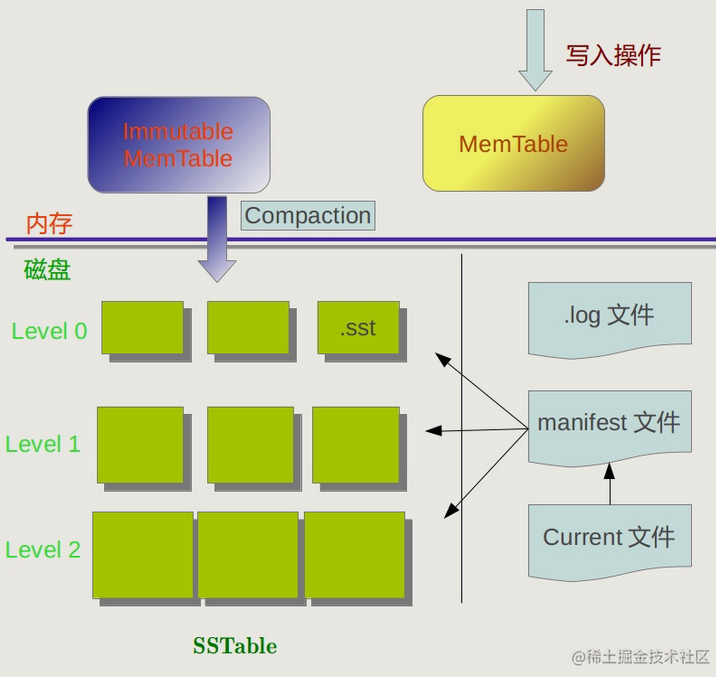 写入操作
Immutable
MemTable
MemTable
Compaction
内存
磁盘
Level 0
.sst
.log 文件
Level 1
manifest 文件
Level 2
Current 文件
SSTable
@稀土掘金技术社区